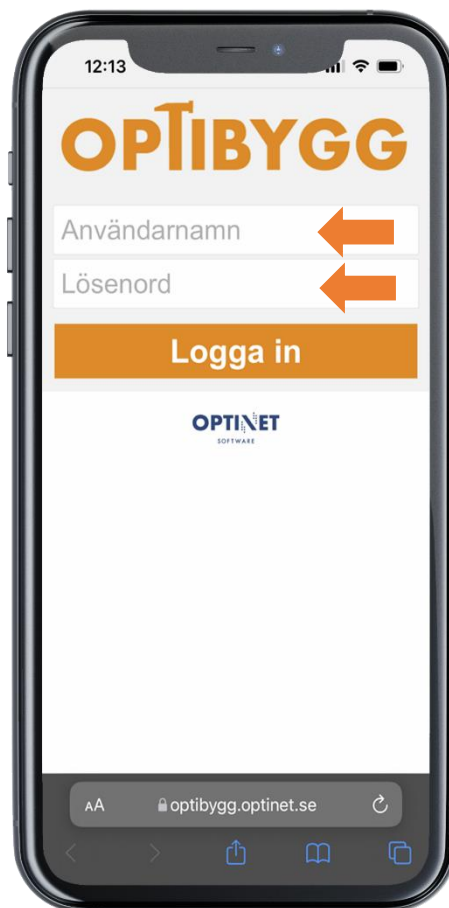 12:13
OPTIBYGG
Användarnamn
Lösenord
Logga in
OPTINET
SOFTWARE
AA optibygg.optinet.se